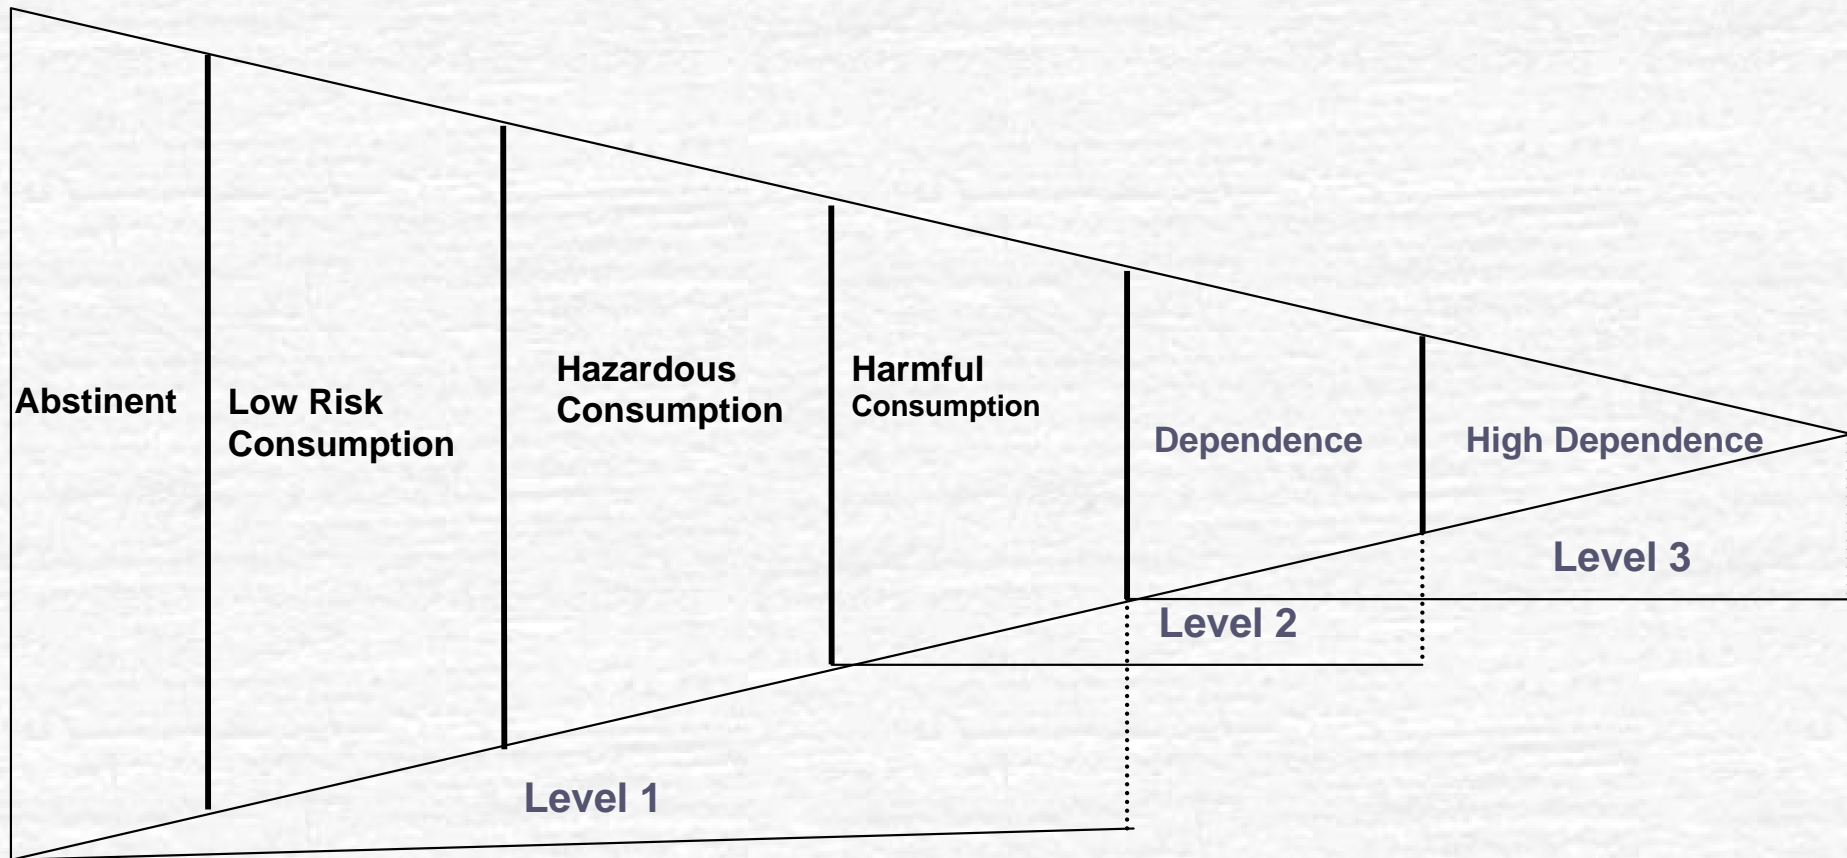 Abstinent
Low Risk
Consumption
Hazardous
Consumption
Harmful
Consumption
Dependence
High Dependence
Level 3
Level 2
Level 1